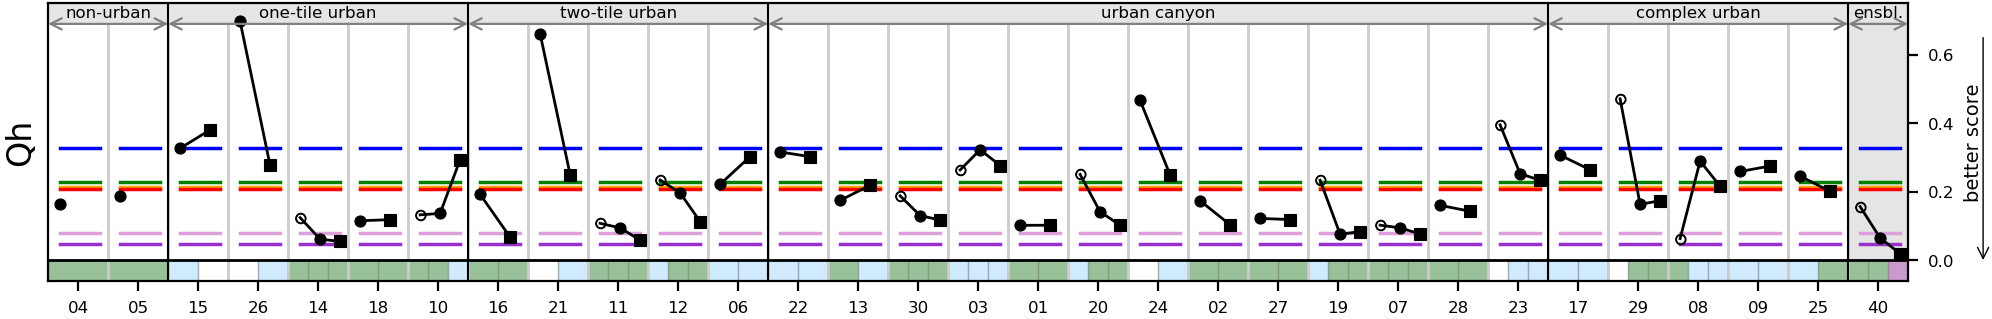 non-urban one-tile urban two-tile urban urban canyon complex urban ensbl.
Qh
0.6
0.4
0.2
0.0
better score
04 05 15 26 14 18 10 16 21 11 12 06 22 13 30 03 01 20 24 02 27 19 07 28 23 17 29 08 09 25 40